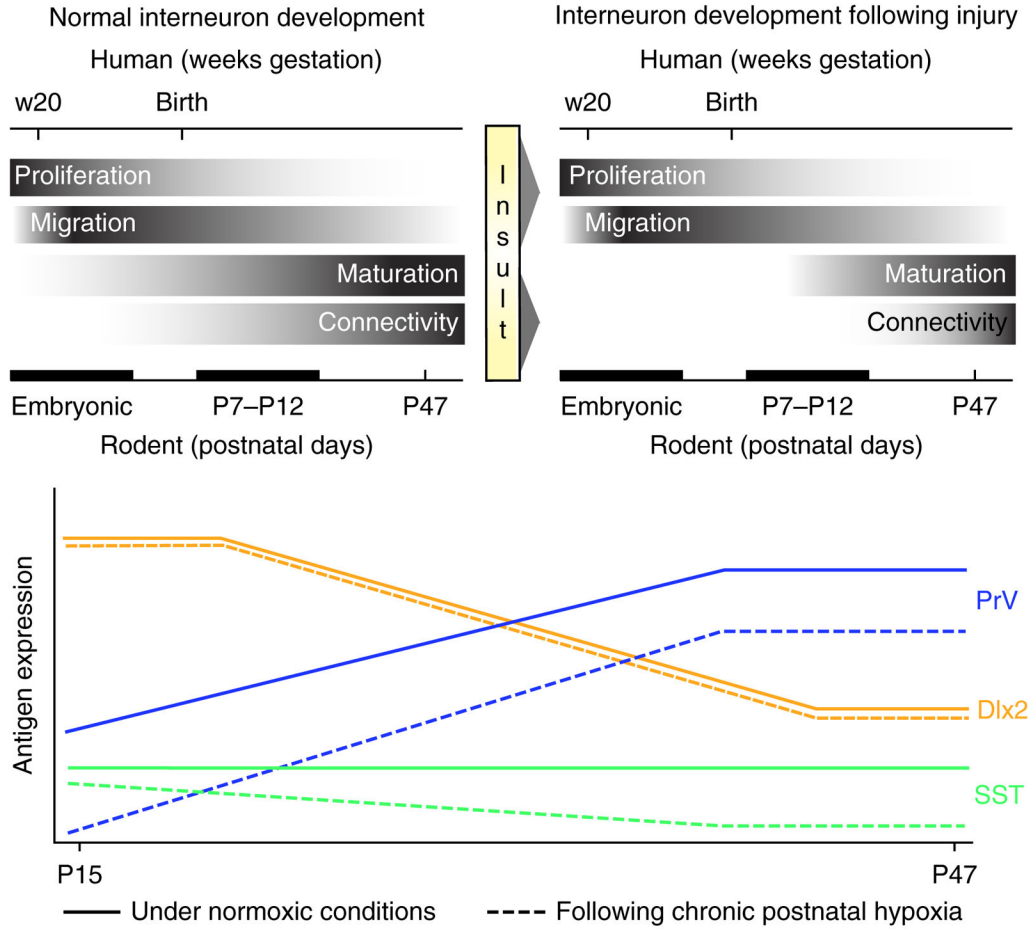 Normal interneuron development
Human (weeks gestation)
w20
Birth
Proliferation
Migration
Maturation
Connectivity
Embryonic
P7–P12
P47
Rodent (postnatal days)
Insult
Interneuron development following injury
Human (weeks gestation)
w20
Birth
Proliferation
Migration
Maturation
Connectivity
Embryonic
P7–P12
P47
Rodent (postnatal days)
Antigen expression
PrV
Dlx2
SST
P15
P47
Under normoxic conditions
Following chronic postnatal hypoxia